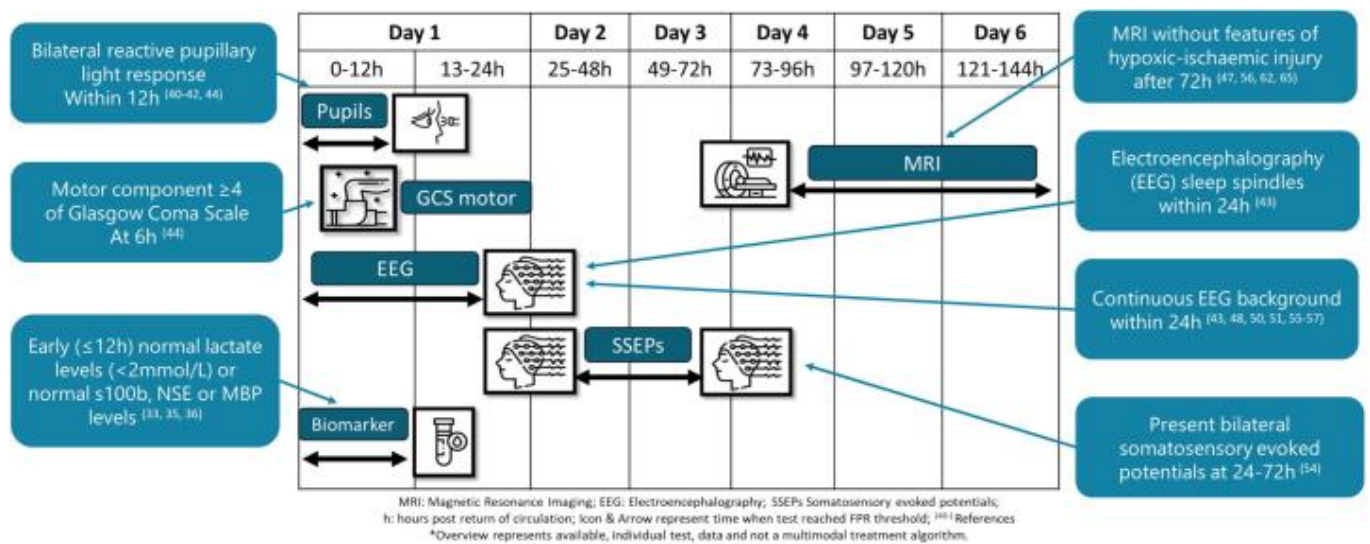 Day 1 Day 2 Day 3 Day 4 Day 5 Day 6
0-12h 13-24h 25-48h 49-72h 73-96h 97-120h 121-144h
Bilateral reactive pupillary
light response
Within 12h (40-42, 44)
Motor component ≥4
of Glasgow Coma Scale
At 6h (44)
Early (≤12h) normal lactate
levels (<2mmol/L) or
normal s100b, NSE or MBP
levels (33, 35, 36)
Pupils
GCS motor
EEG
SSEPs
Biomarker
MRI
MRI without features of
hypoxic-ischaemic injury
after 72h (47, 56, 62, 65)
Electroencephalography
(EEG) sleep spindles
within 24h (43)
Continuous EEG background
within 24h (43, 48, 50, 51, 55-57)
Present bilateral
somatosensory evoked
potentials at 24-72h (54)
MRI: Magnetic Resonance Imaging; EEG: Electroencephalography; SSEPs Somatosensory evoked potentials;
h: hours post return of circulation; Icon & Arrow represent time when test reached FPR threshold; References
*Overview represents available, individual test, data and not a multimodal treatment algorithm.